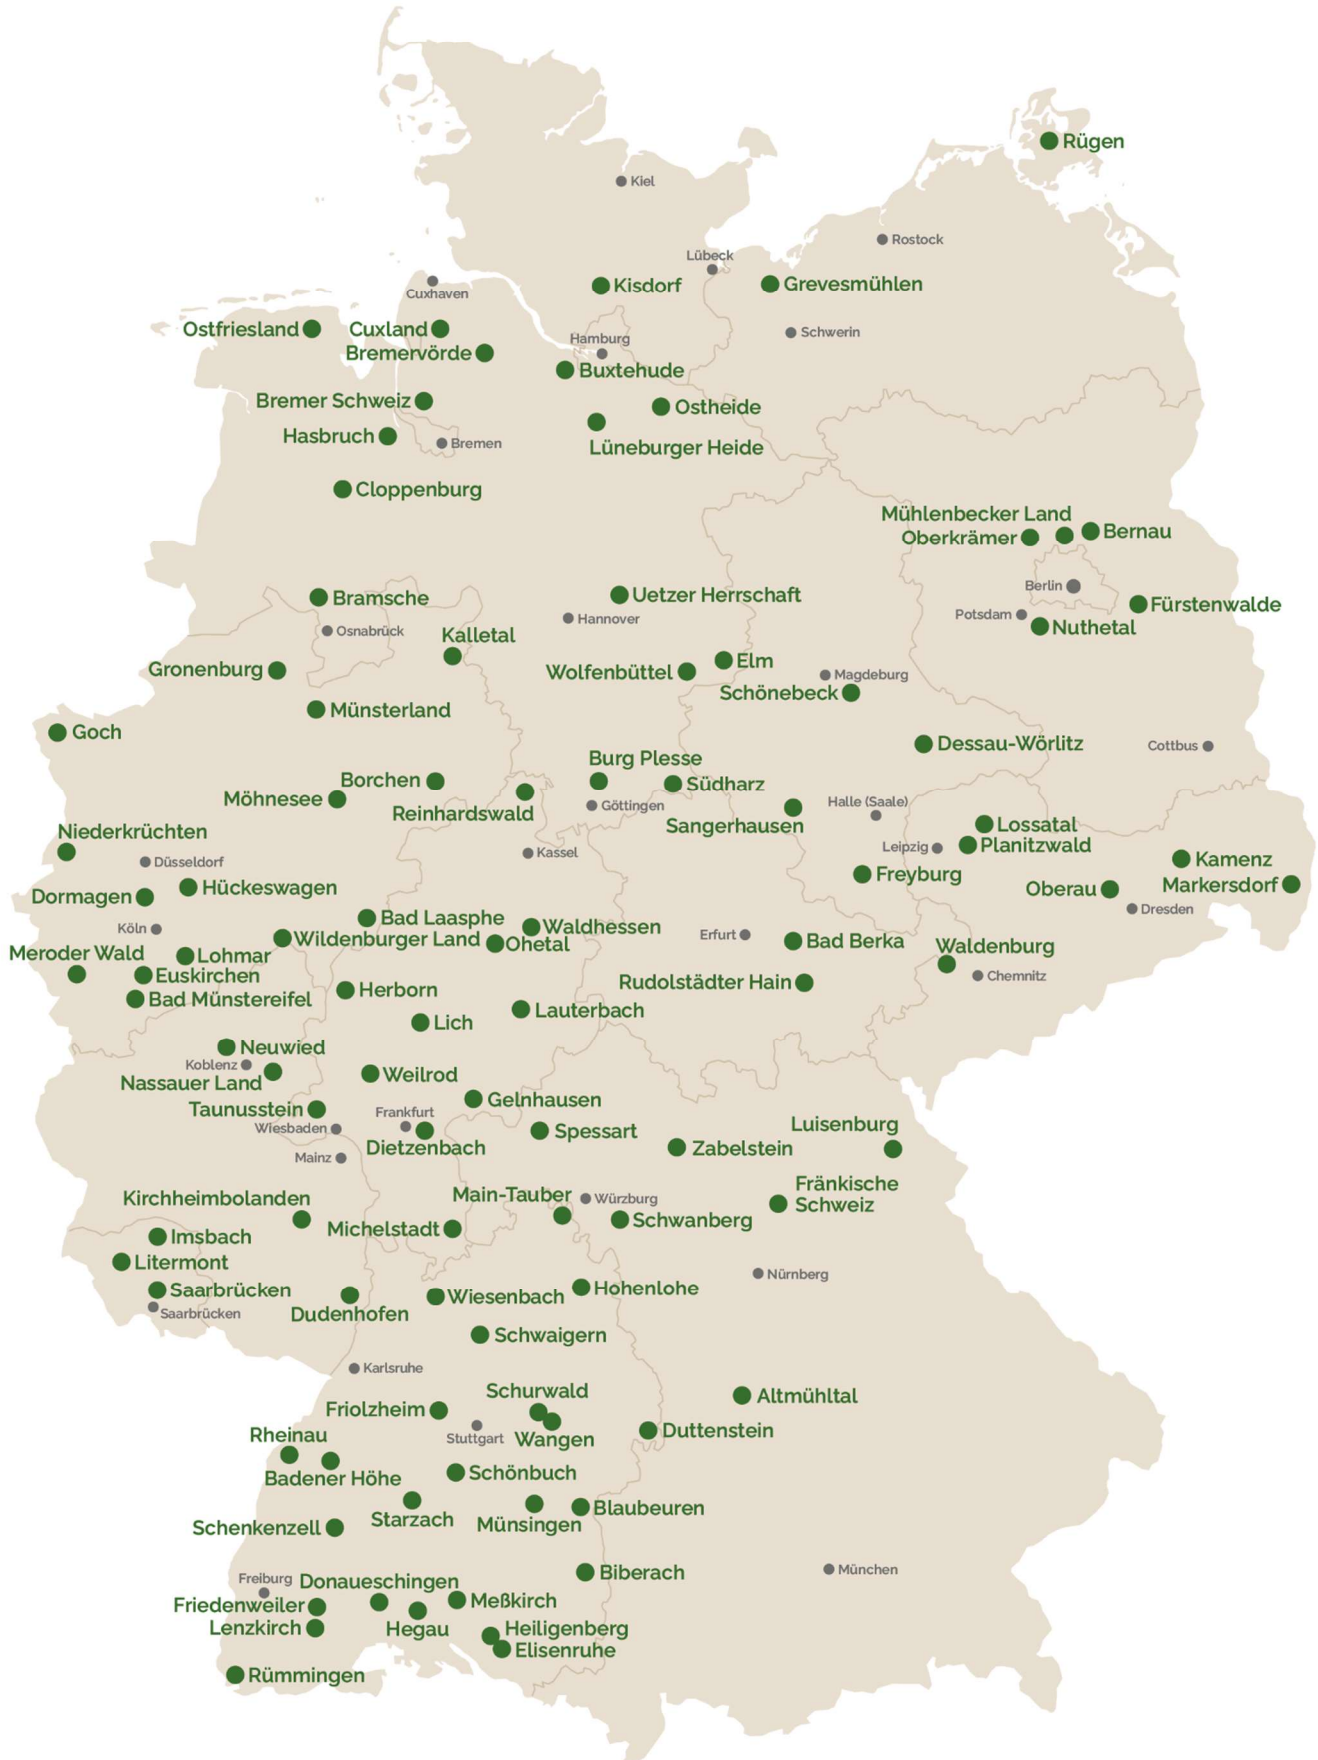 Rügen
Kiel
Rostock
Lübeck
Kisdorf
Grevesmühlen
Cuxhaven
Ostfriesland
Cuxland
Schwerin
Hamburg
Bremervörde
Buxtehude
Bremer Schweiz
Ostheide
Hasbruch
Bremen
Lüneburger Heide
Cloppenburg
Mühlenbecker Land
Bernau
Oberkrämer
Berlin
Bramsche
Uetzer Herrschaft
Fürstenwalde
Potsdam
Hannover
Nuthetal
Osnabrück
Kalletal
Gronenburg
Wolfenbüttel
Elm
Magdeburg
Schönebeck
Münsterland
Goch
Dessau-Wörlitz
Cottbus
Burg Plesse
Borchen
Südharz
Möhnesee
Reinhardswald
Göttingen
Halle (Saale)
Sangerhausen
Lossatal
Niederkrüchten
Planitzwald
Leipzig
Kassel
Düsseldorf
Kamenz
Freyburg
Markersdorf
Hückeswagen
Oberau
Dormagen
Dresden
Bad Laasphe
Waldhessen
Köln
Wildenburger Land
Ohetal
Erfurt
Bad Berka
Waldenburg
Meroder Wald
Lohmar
Euskirchen
Chemnitz
Rudolstädter Hain
Herborn
Bad Münstereifel
Lauterbach
Lich
Neuwied
Koblenz
Weilrod
Nassauer Land
Gelnhausen
Taunusstein
Frankfurt
Wiesbaden
Spessart
Luisenburg
Dietzenbach
Zabelstein
Mainz
Fränkische
Schweiz
Kirchheimbolanden
Main-Tauber
Würzburg
Schwanberg
Michelstadt
Imsbach
Litermont
Nürnberg
Saarbrücken
Hohenlohe
Wiesenbach
Saarbrücken
Dudenhofen
Schwaigern
Karlsruhe
Schurwald
Altmühltal
Friolzheim
Duttenstein
Rheinau
Stuttgart
Wangen
Badener Höhe
Schönbuch
Blaubeuren
Starzach
Münsingen
Schenkenzell
Biberach
München
Freiburg
Donaueschingen
Meßkirch
Friedenweiler
Lenzkirch
Hegau
Heiligenberg
Elisenruhe
Rümmingen